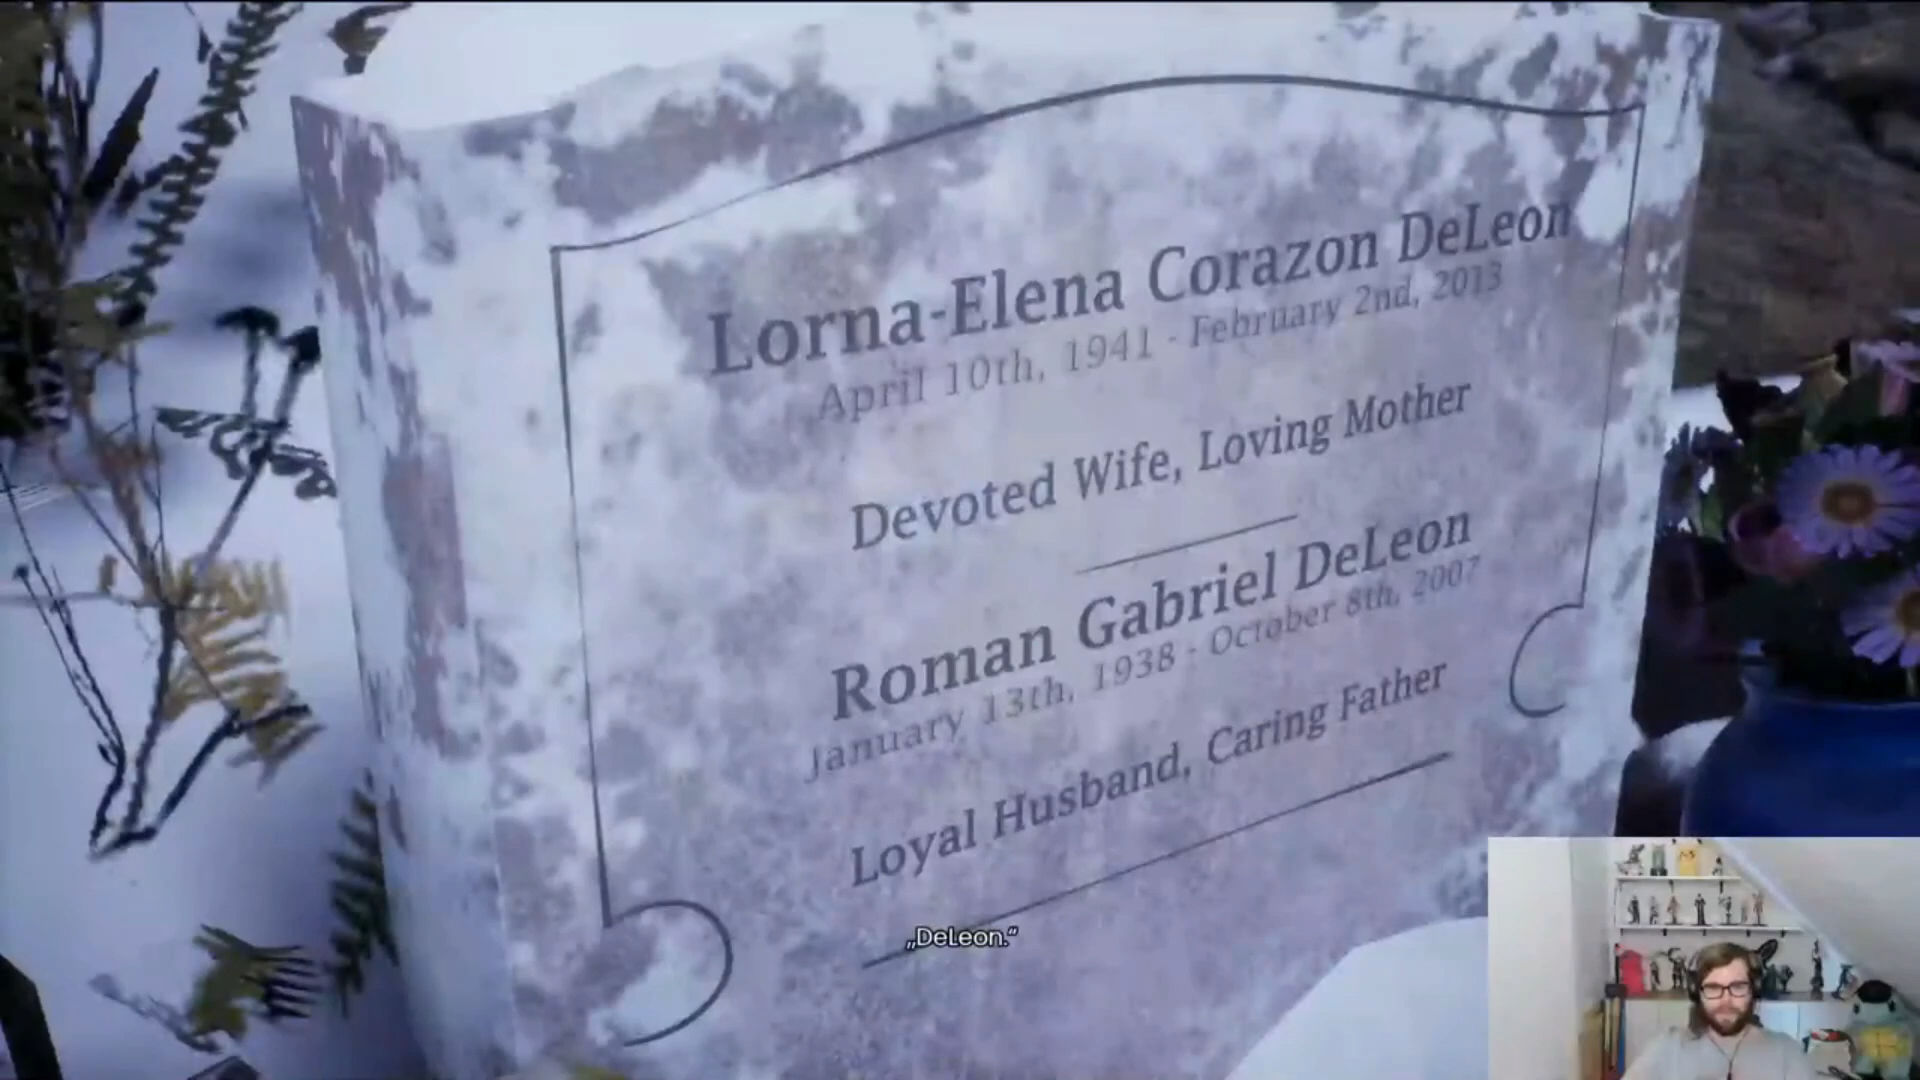 Lorna-Elena Corazon DeLeon
April 10th, 1941 - February 2nd, 2013
Devoted Wife, Loving Mother
Roman Gabriel DeLeon
January 13th, 1938 - October 8th, 2007
Loyal Husband, Caring Father
„DeLeon.“